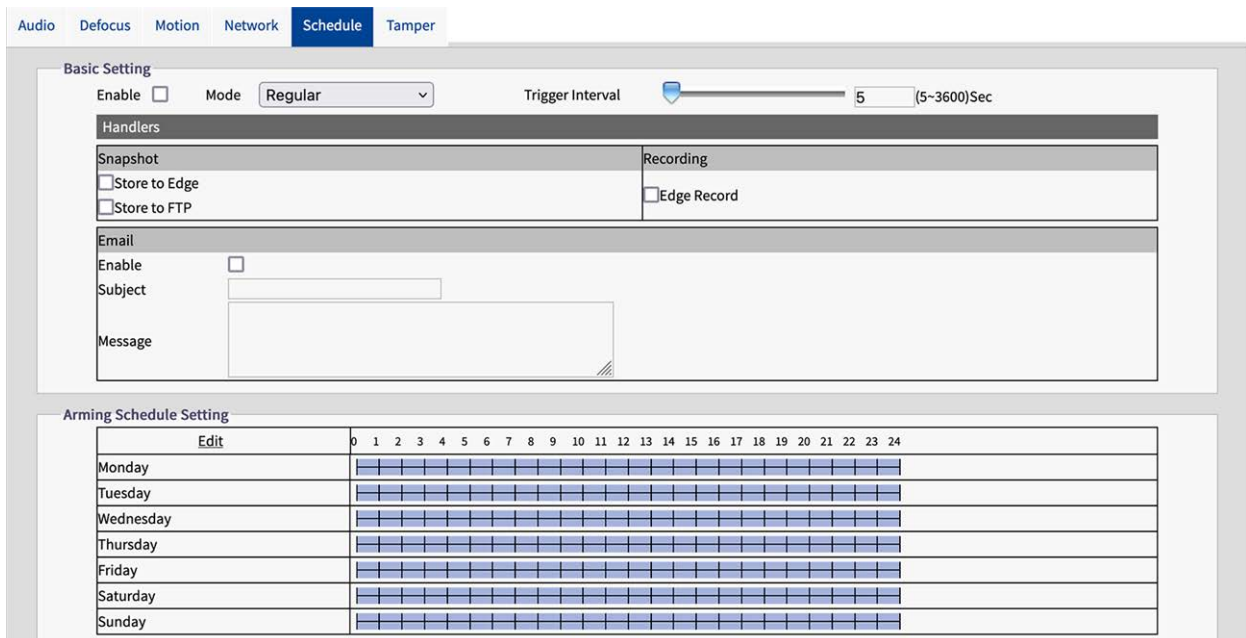 Audio Defocus Motion Network Schedule Tamper
Basic Setting
Enable Mode Regular Trigger Interval 5 (5~3600)Sec
Handlers
Snapshot Recording
Store to Edge
Edge Record
Store to FTP
Email
Enable
Subject
Message
Arming Schedule Setting
Edit 0 1 2 3 4 5 6 7 8 9 10 11 12 13 14 15 16 17 18 19 20 21 22 23 24
Monday
Tuesday
Wednesday
Thursday
Friday
Saturday
Sunday